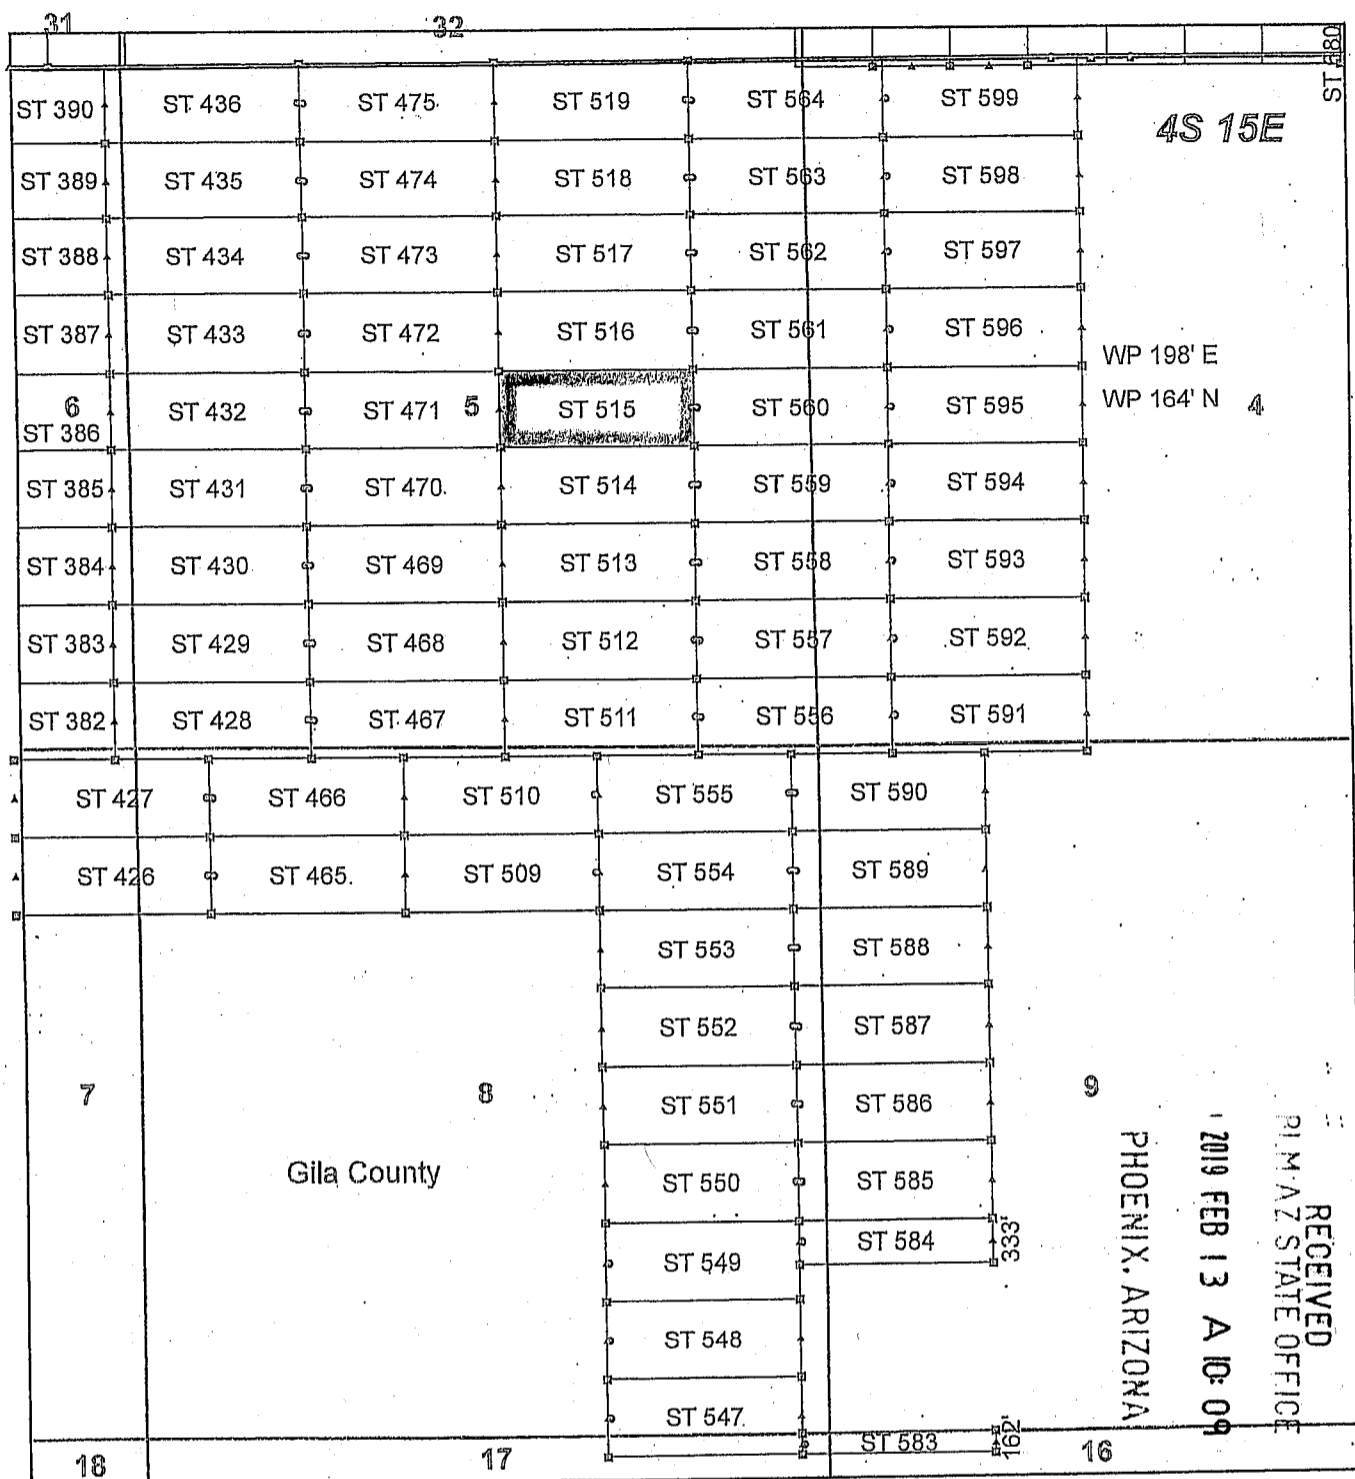 31 32
ST 680
ST 390 ST 436 ST 475 ST 519 ST 564 ST 599
4S 15E
ST 389 ST 435 ST 474 ST 518 ST 563 ST 598
ST 388 ST 434 ST 473 ST 517 ST 562 ST 597
ST 387 ST 433 ST 472 ST 516 ST 561 ST 596
WP 198' E
6 ST 432 ST 471 5 ST 515 ST 560 ST 595 WP 164' N 4
ST 386
ST 385 ST 431 ST 470 ST 514 ST 559 ST 594
ST 384 ST 430 ST 469 ST 513 ST 558 ST 593
ST 383 ST 429 ST 468 ST 512 ST 557 ST 592
ST 382 ST 428 ST 467 ST 511 ST 556 ST 591
ST 427 ST 466 ST 510 ST 555 ST 590
ST 426 ST 465 ST 509 ST 554 ST 589
ST 553 ST 588
ST 552 ST 587
7 8 9
ST 551 ST 586
Gila County
ST 550 ST 585
ST 584 333'
ST 549
ST 548
ST 547
ST 583 162'
18 17 16
RECEIVED
BLM AZ STATE OFFICE
2019 FEB 13 A 10:09
PHOENIX, ARIZONA